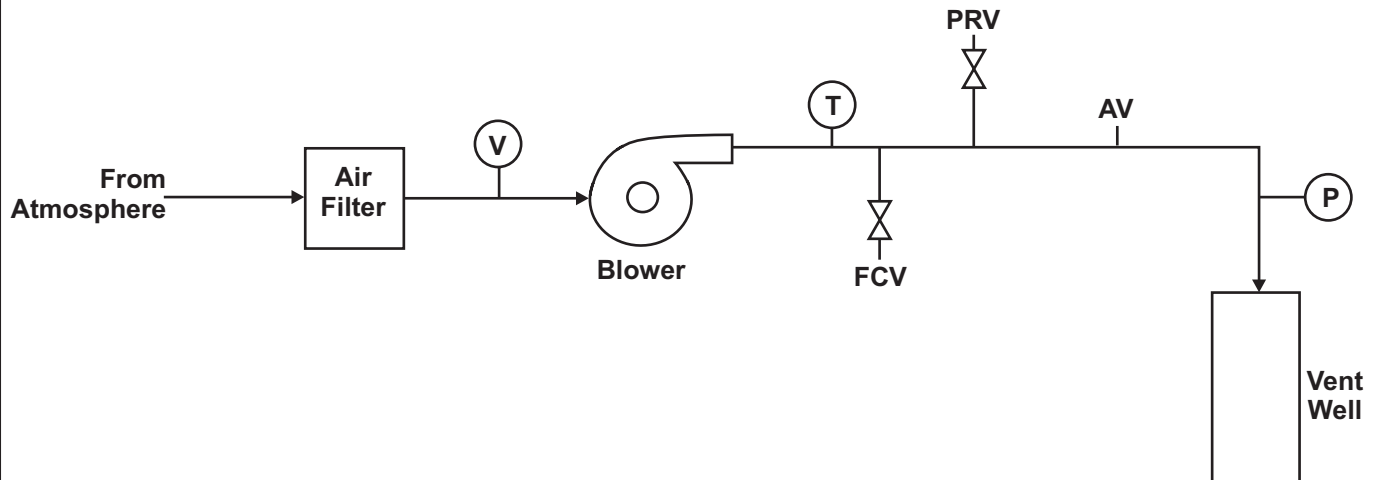 PRV
T
AV
V
From
Atmosphere
Air
Filter
P
Blower
FCV
Vent
Well